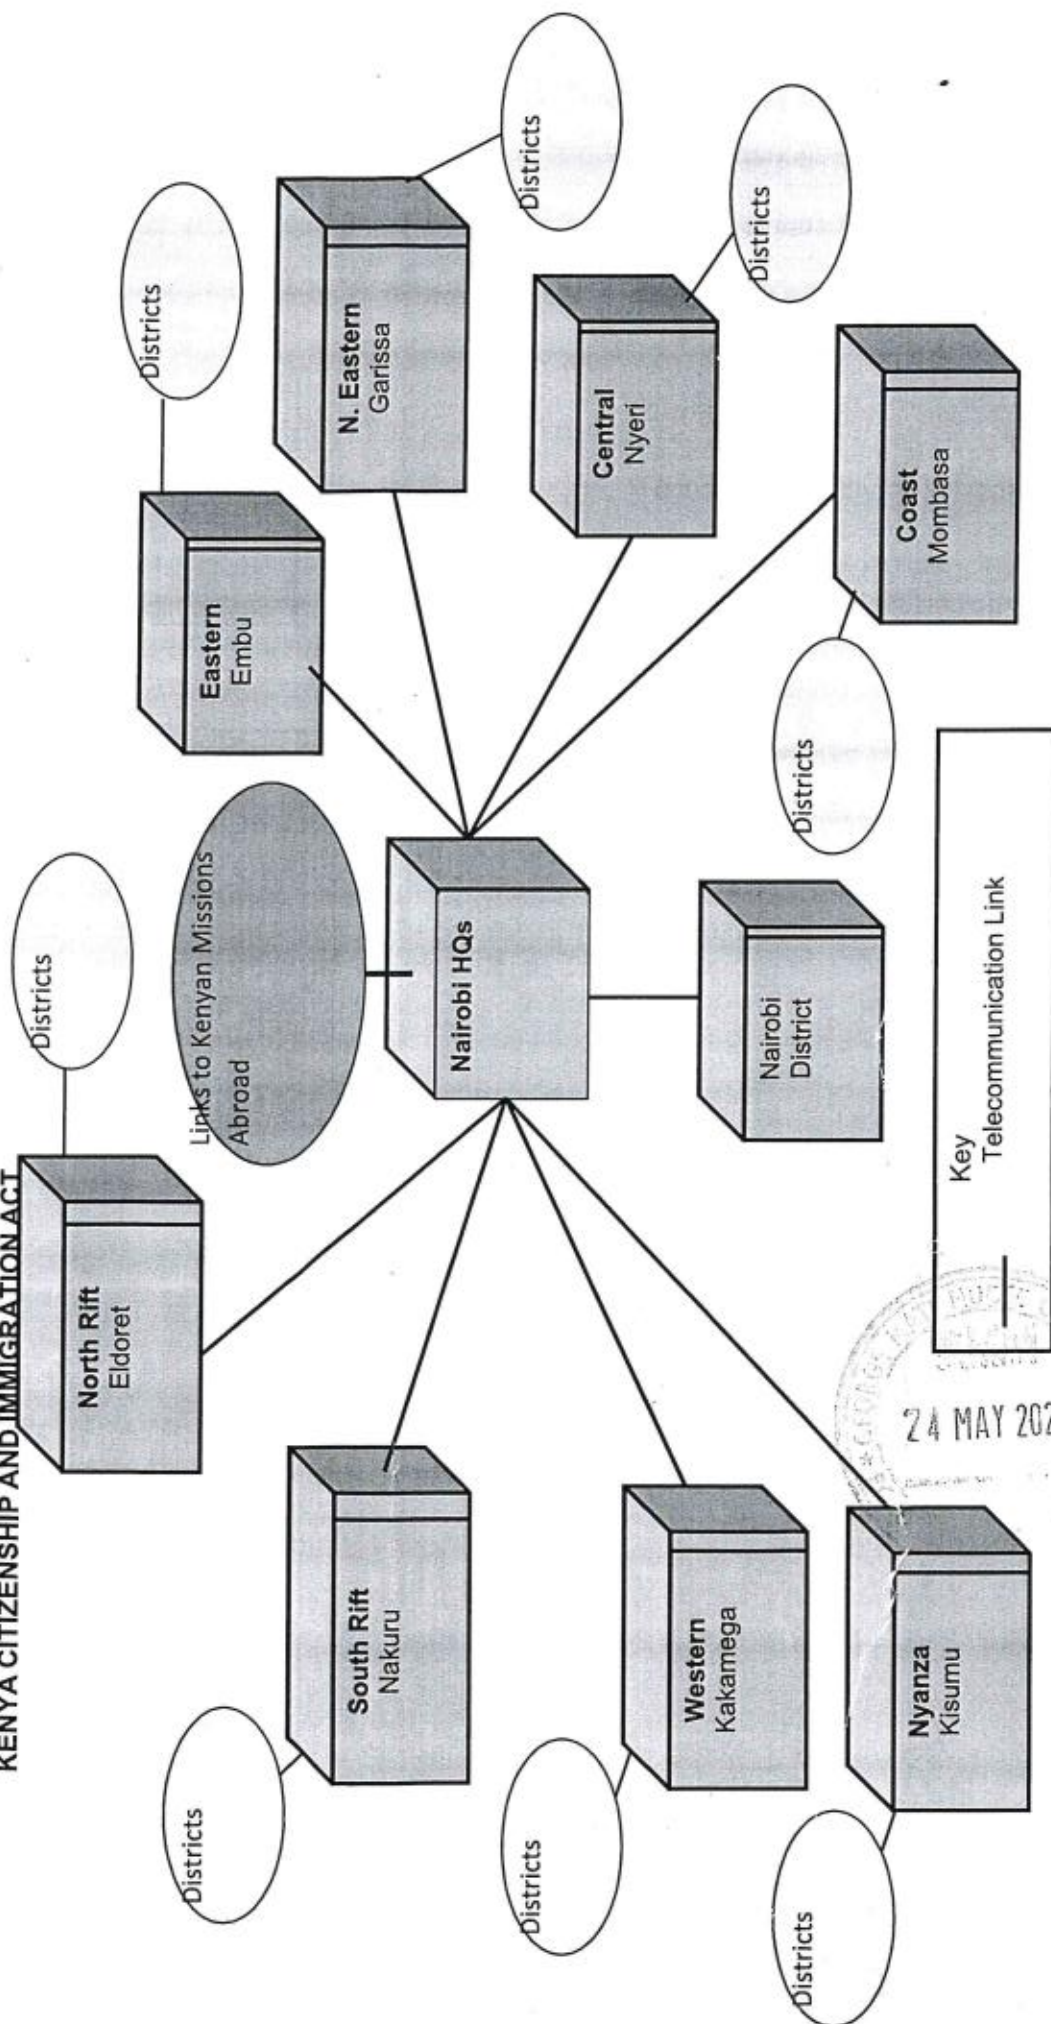 KENYA CITIZENSHIP AND IMMIGRATION ACT
Districts
North Rift
Eldoret
Districts
Districts
Links to Kenyan Missions
Abroad
Eastern
Embu
South Rift
Nakuru
N. Eastern
Garissa
Nairobi HQs
Districts
Districts
Central
Nyeri
Western
Kakamega
Districts
Nairobi
District
Districts
Districts
Nyanza
Kisumu
Coast
Mombasa
Key
Telecommunication Link
GEORGE
24 MAY 202